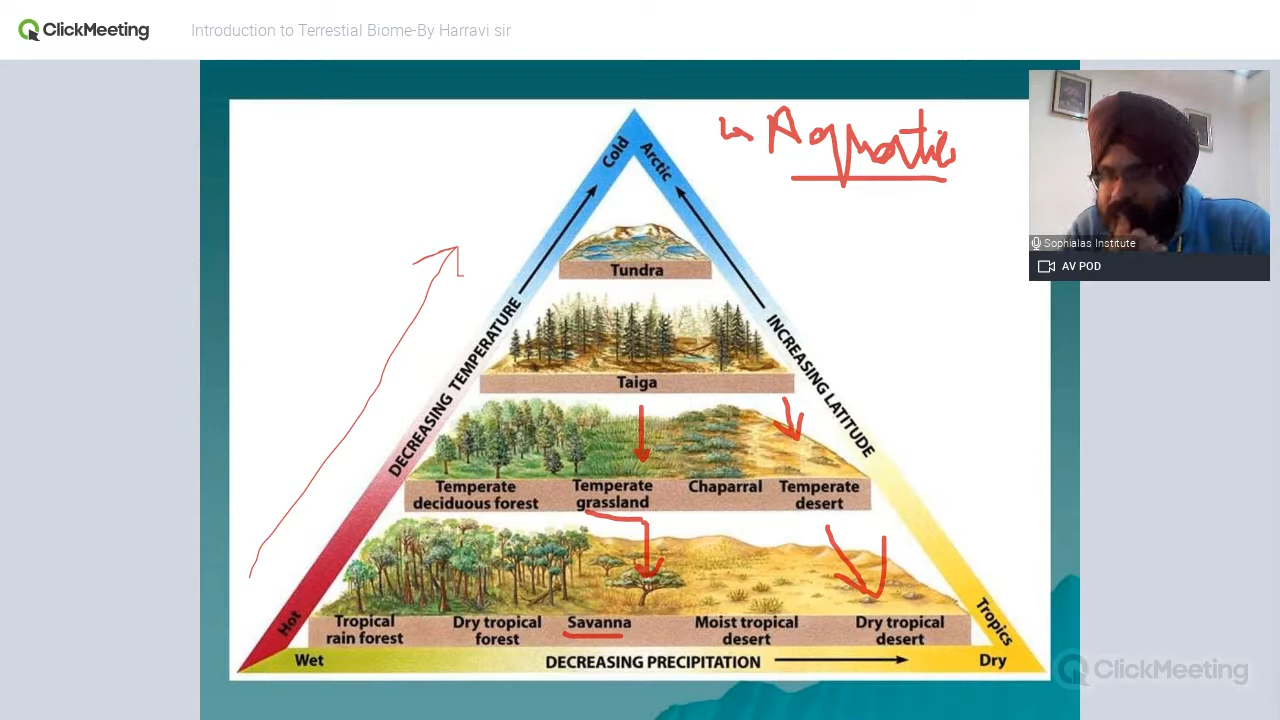 ClickMeeting
Introduction to Terrestial Biome-By Harravi sir
Aquatic
Cold
Arctic
Sophialas Institute
AV POD
Tundra
DECREASING TEMPERATURE
INCREASING LATITUDE
Taiga
Temperate
deciduous forest
Temperate
grassland
Chaparral
Temperate
desert
Hot
Tropics
Tropical
rain forest
Dry tropical
forest
Savanna
Moist tropical
desert
Dry tropical
desert
Wet
DECREASING PRECIPITATION
Dry
ClickMeeting